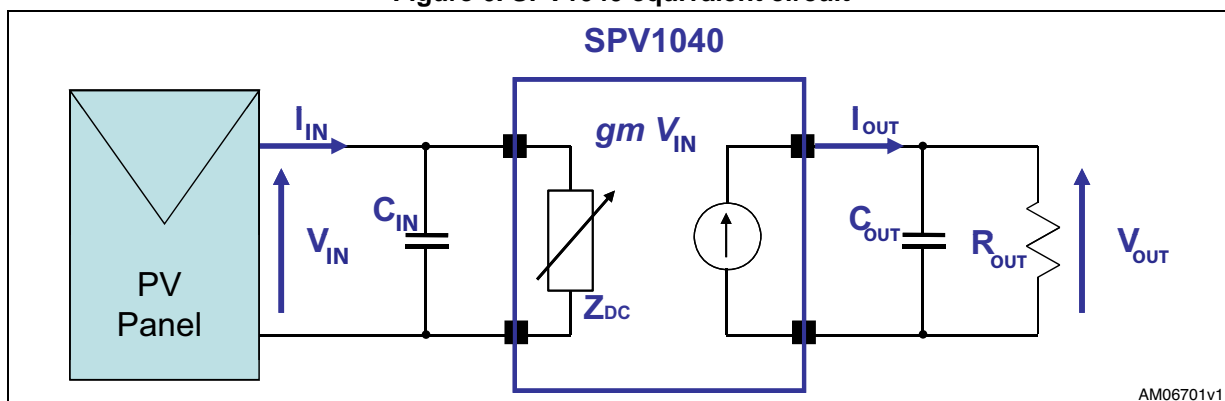 SPV1040
PV
Panel
I_IN
V_IN
C_IN
Z_DC
gm V_IN
I_OUT
C_OUT
R_OUT
V_OUT
AM06701v1